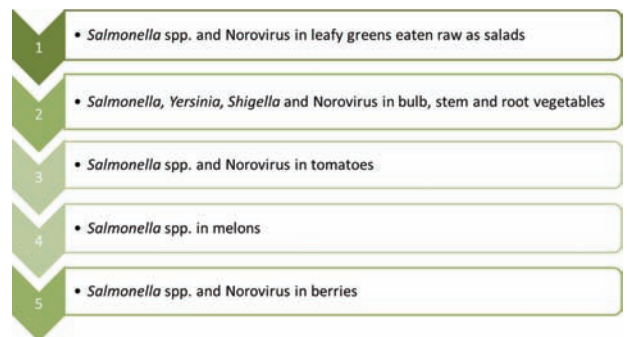 1
• Salmonella spp. and Norovirus in leafy greens eaten raw as salads
2
• Salmonella, Yersinia, Shigella and Norovirus in bulb, stem and root vegetables
3
• Salmonella spp. and Norovirus in tomatoes
4
• Salmonella spp. in melons
5
• Salmonella spp. and Norovirus in berries